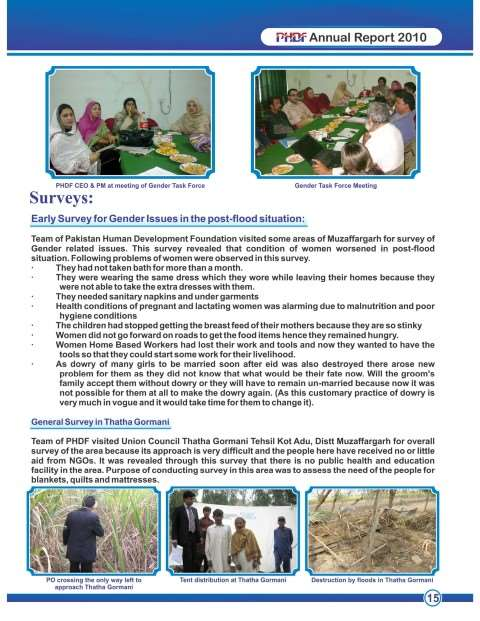 PHDF Annual Report 2010
PHDF CEO & PM at meeting of Gender Task Force
Gender Task Force Meeting
Surveys:
Early Survey for Gender Issues in the post-flood situation:
Team of Pakistan Human Development Foundation visited some areas of Muzaffargarh for survey of
Gender related issues. This survey revealed that condition of women worsened in post-flood
situation. Following problems of women were observed in this survey.
· They had not taken bath for more than a month.
· They were wearing the same dress which they wore while leaving their homes because they
were not able to take the extra dresses with them.
· They needed sanitary napkins and under garments
· Health conditions of pregnant and lactating women was alarming due to malnutrition and poor
hygiene conditions
· The children had stopped getting the breast feed of their mothers because they are so stinky
· Women did not go forward on roads to get the food items hence they remained hungry.
· Women Home Based Workers had lost their work and tools and now they wanted to have the
tools so that they could start some work for their livelihood.
· As dowry of many girls to be married soon after eid was also destroyed there arose new
problem for them as they did not know that what would be their fate now. Will the groom's
family accept them without dowry or they will have to remain un-married because now it was
not possible for them at all to make the dowry again. (As this customary practice of dowry is
very much in vogue and it would take time for them to change it).
General Survey in Thatha Gormani
Team of PHDF visited Union Council Thatha Gormani Tehsil Kot Adu, Distt Muzaffargarh for overall
survey of the area because its approach is very difficult and the people here have received no or little
aid from NGOs. It was revealed through this survey that there is no public health and education
facility in the area. Purpose of conducting survey in this area was to assess the need of the people for
blankets, quilts and mattresses.
PO crossing the only way left to
approach Thatha Gormani
Tent distribution at Thatha Gormani
Destruction by floods in Thatha Gormani
15